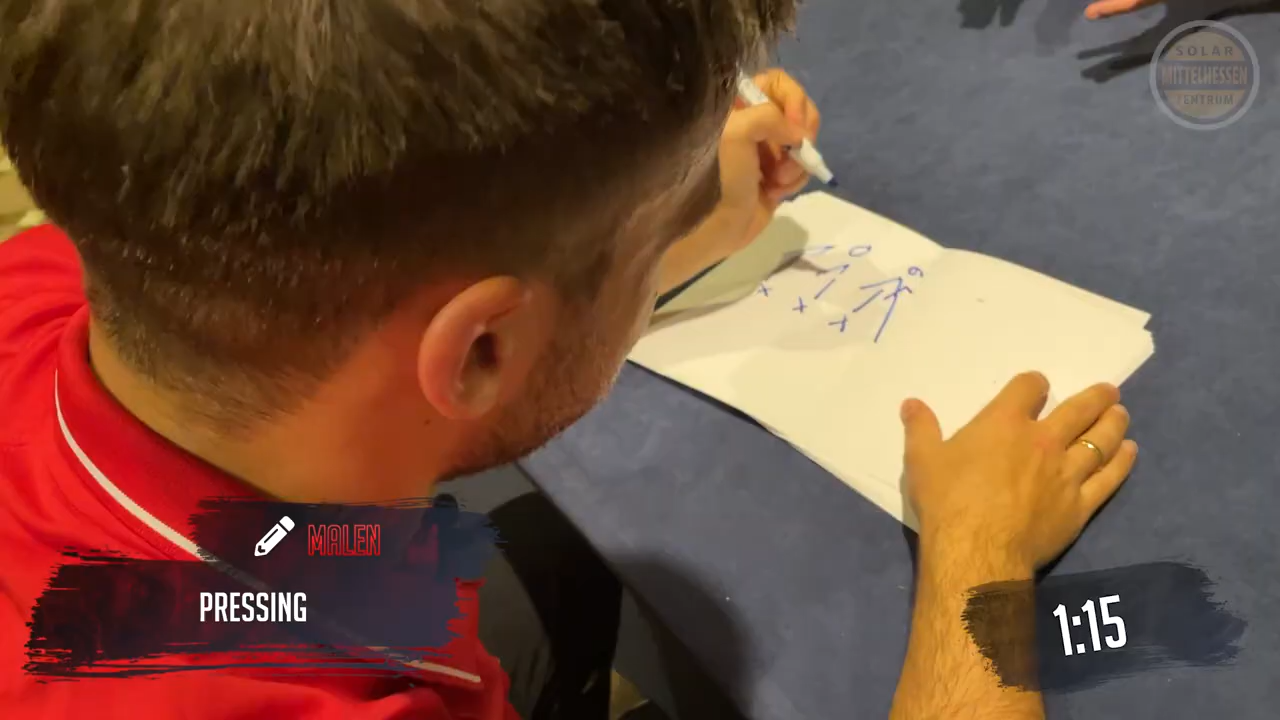 SOLAR
MITTELHESSEN
ZENTRUM
MALEN
PRESSING
1:15